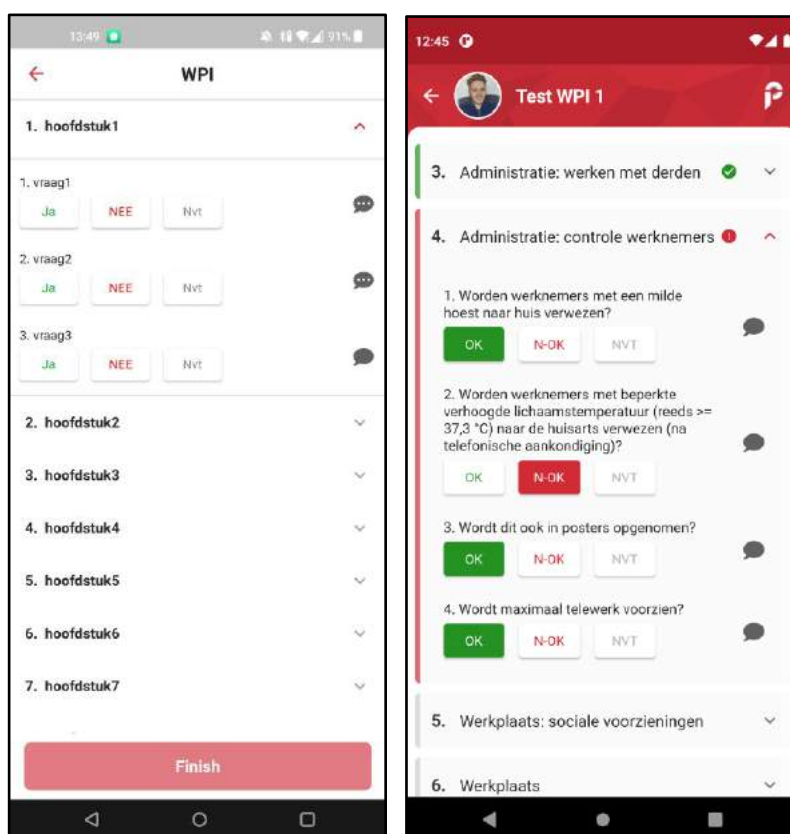 13:49
91%
WPI
1. hoofdstuk1
1. vraag1
Ja NEE Nvt
2. vraag2
Ja NEE Nvt
3. vraag3
Ja NEE Nvt
2. hoofdstuk2
3. hoofdstuk3
4. hoofdstuk4
5. hoofdstuk5
6. hoofdstuk6
7. hoofdstuk7
Finish
12:45
Test WPI 1
3. Administratie: werken met derden
4. Administratie: controle werknemers
1. Worden werknemers met een milde
hoest naar huis verwezen?
OK N-OK NVT
2. Worden werknemers met beperkte
verhoogde lichaamstemperatuur (reeds >=
37,3 °C) naar de huisarts verwezen (na
telefonische aankondiging)?
OK N-OK NVT
3. Wordt dit ook in posters opgenomen?
OK N-OK NVT
4. Wordt maximaal telewerk voorzien?
OK N-OK NVT
5. Werkplaats: sociale voorzieningen
6. Werkplaats